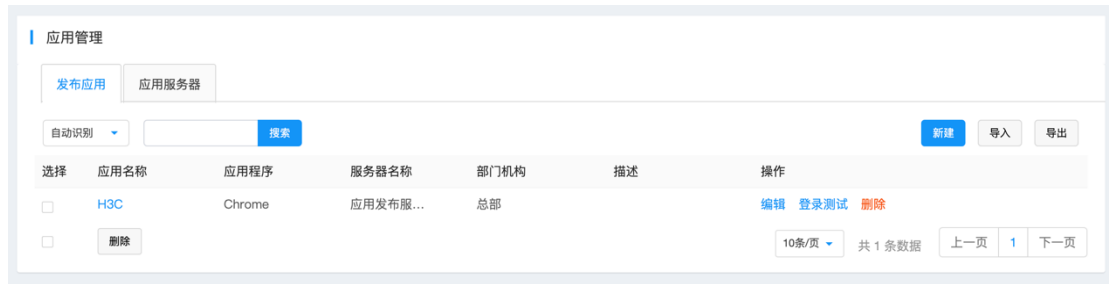 应用管理
发布应用 应用服务器
自动识别 搜索 新建 导入 导出
选择 应用名称 应用程序 服务器名称 部门机构 描述 操作
H3C Chrome 应用发布服... 总部 编辑 登录测试 删除
删除 10条/页 共 1 条数据 上一页 1 下一页